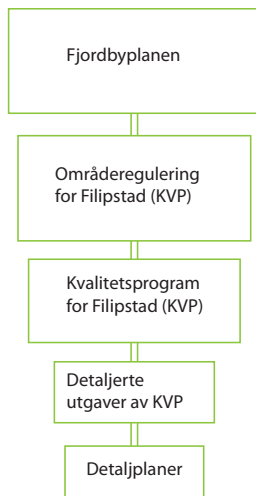 Fjordbyplanen
Områderegulering
for Filipstad (KVP)
Kvalitetsprogram
for Filipstad (KVP)
Detaljerte
utgaver av KVP
Detaljplaner